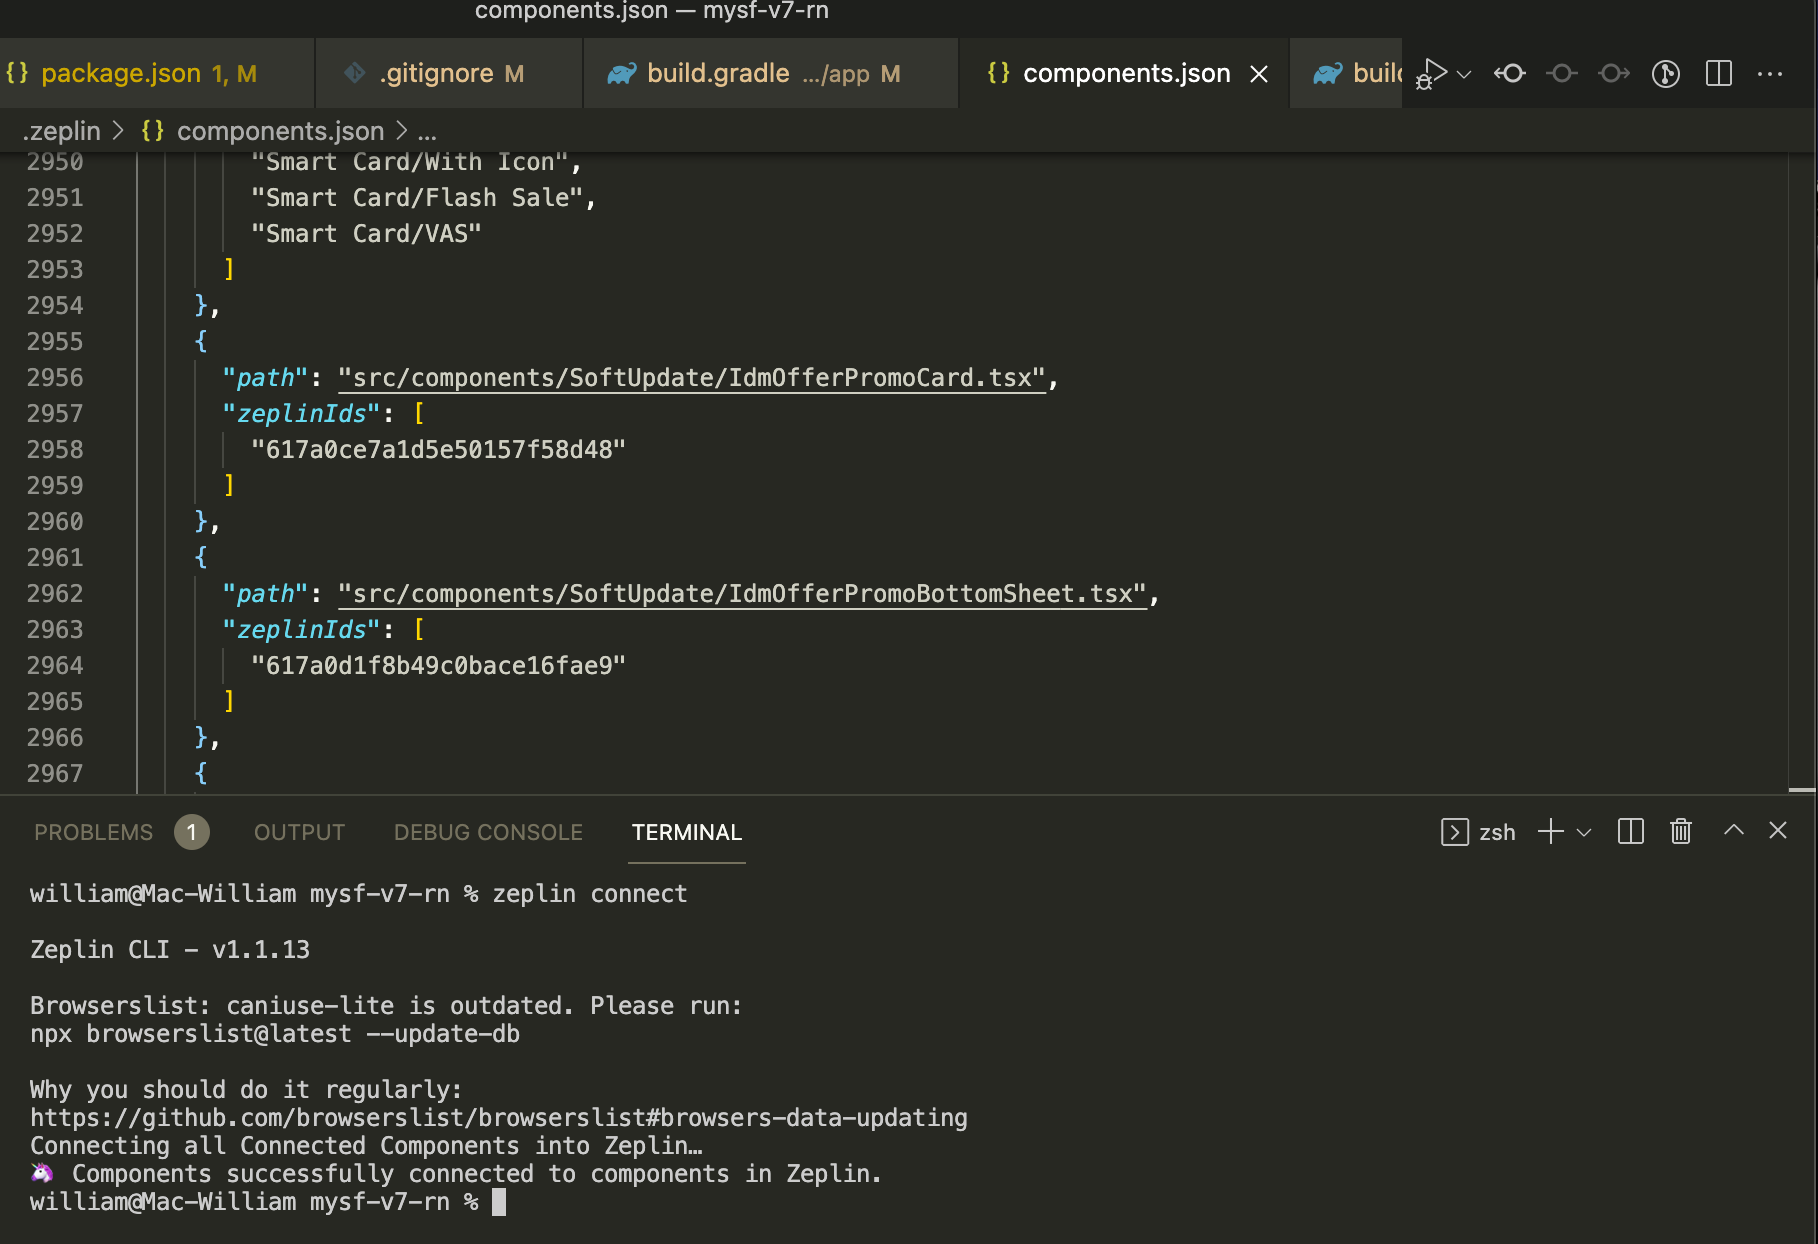 components.json — mysf-v7-rn
{} package.json 1, M
.gitignore M
build.gradle .../app M
{} components.json
buil
.zeplin > {} components.json > ...
2950 "Smart Card/With Icon",
2951 "Smart Card/Flash Sale",
2952 "Smart Card/VAS"
2953 ]
2954 },
2955 {
2956 "path": "src/components/SoftUpdate/IdmOfferPromoCard.tsx",
2957 "zeplinIds": [
2958 "617a0ce7a1d5e50157f58d48"
2959 ]
2960 },
2961 {
2962 "path": "src/components/SoftUpdate/IdmOfferPromoBottomSheet.tsx",
2963 "zeplinIds": [
2964 "617a0d1f8b49c0bace16fae9"
2965 ]
2966 },
2967 {
PROBLEMS 1 OUTPUT DEBUG CONSOLE TERMINAL zsh
william@Mac-William mysf-v7-rn % zeplin connect
Zeplin CLI - v1.1.13
Browserslist: caniuse-lite is outdated. Please run:
npx browserslist@latest --update-db
Why you should do it regularly:
https://github.com/browserslist/browserslist#browsers-data-updating
Connecting all Connected Components into Zeplin…
🦄 Components successfully connected to components in Zeplin.
william@Mac-William mysf-v7-rn %